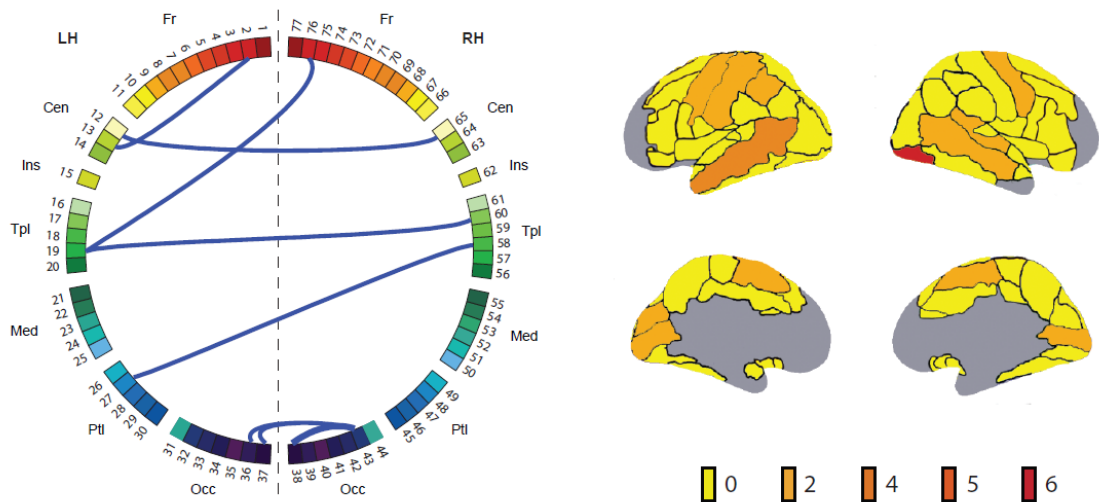 Fr Fr
LH RH
1 2 3 4 5 6 7 8 9 10 11
77 76 75 74 73 72 71 70 69 68 67 66
Cen Cen
12 13 14
65 64 63
Ins Ins
15 62
Tpl Tpl
16 17 18 19 20
61 60 59 58 57 56
Med Med
21 22 23 24 25
55 54 53 52 51 50
Ptl Ptl
26 27 28 29 30
49 48 47 46 45
Occ Occ
31 32 33 34 35 36 37
38 39 40 41 42 43 44
0 2 4 5 6